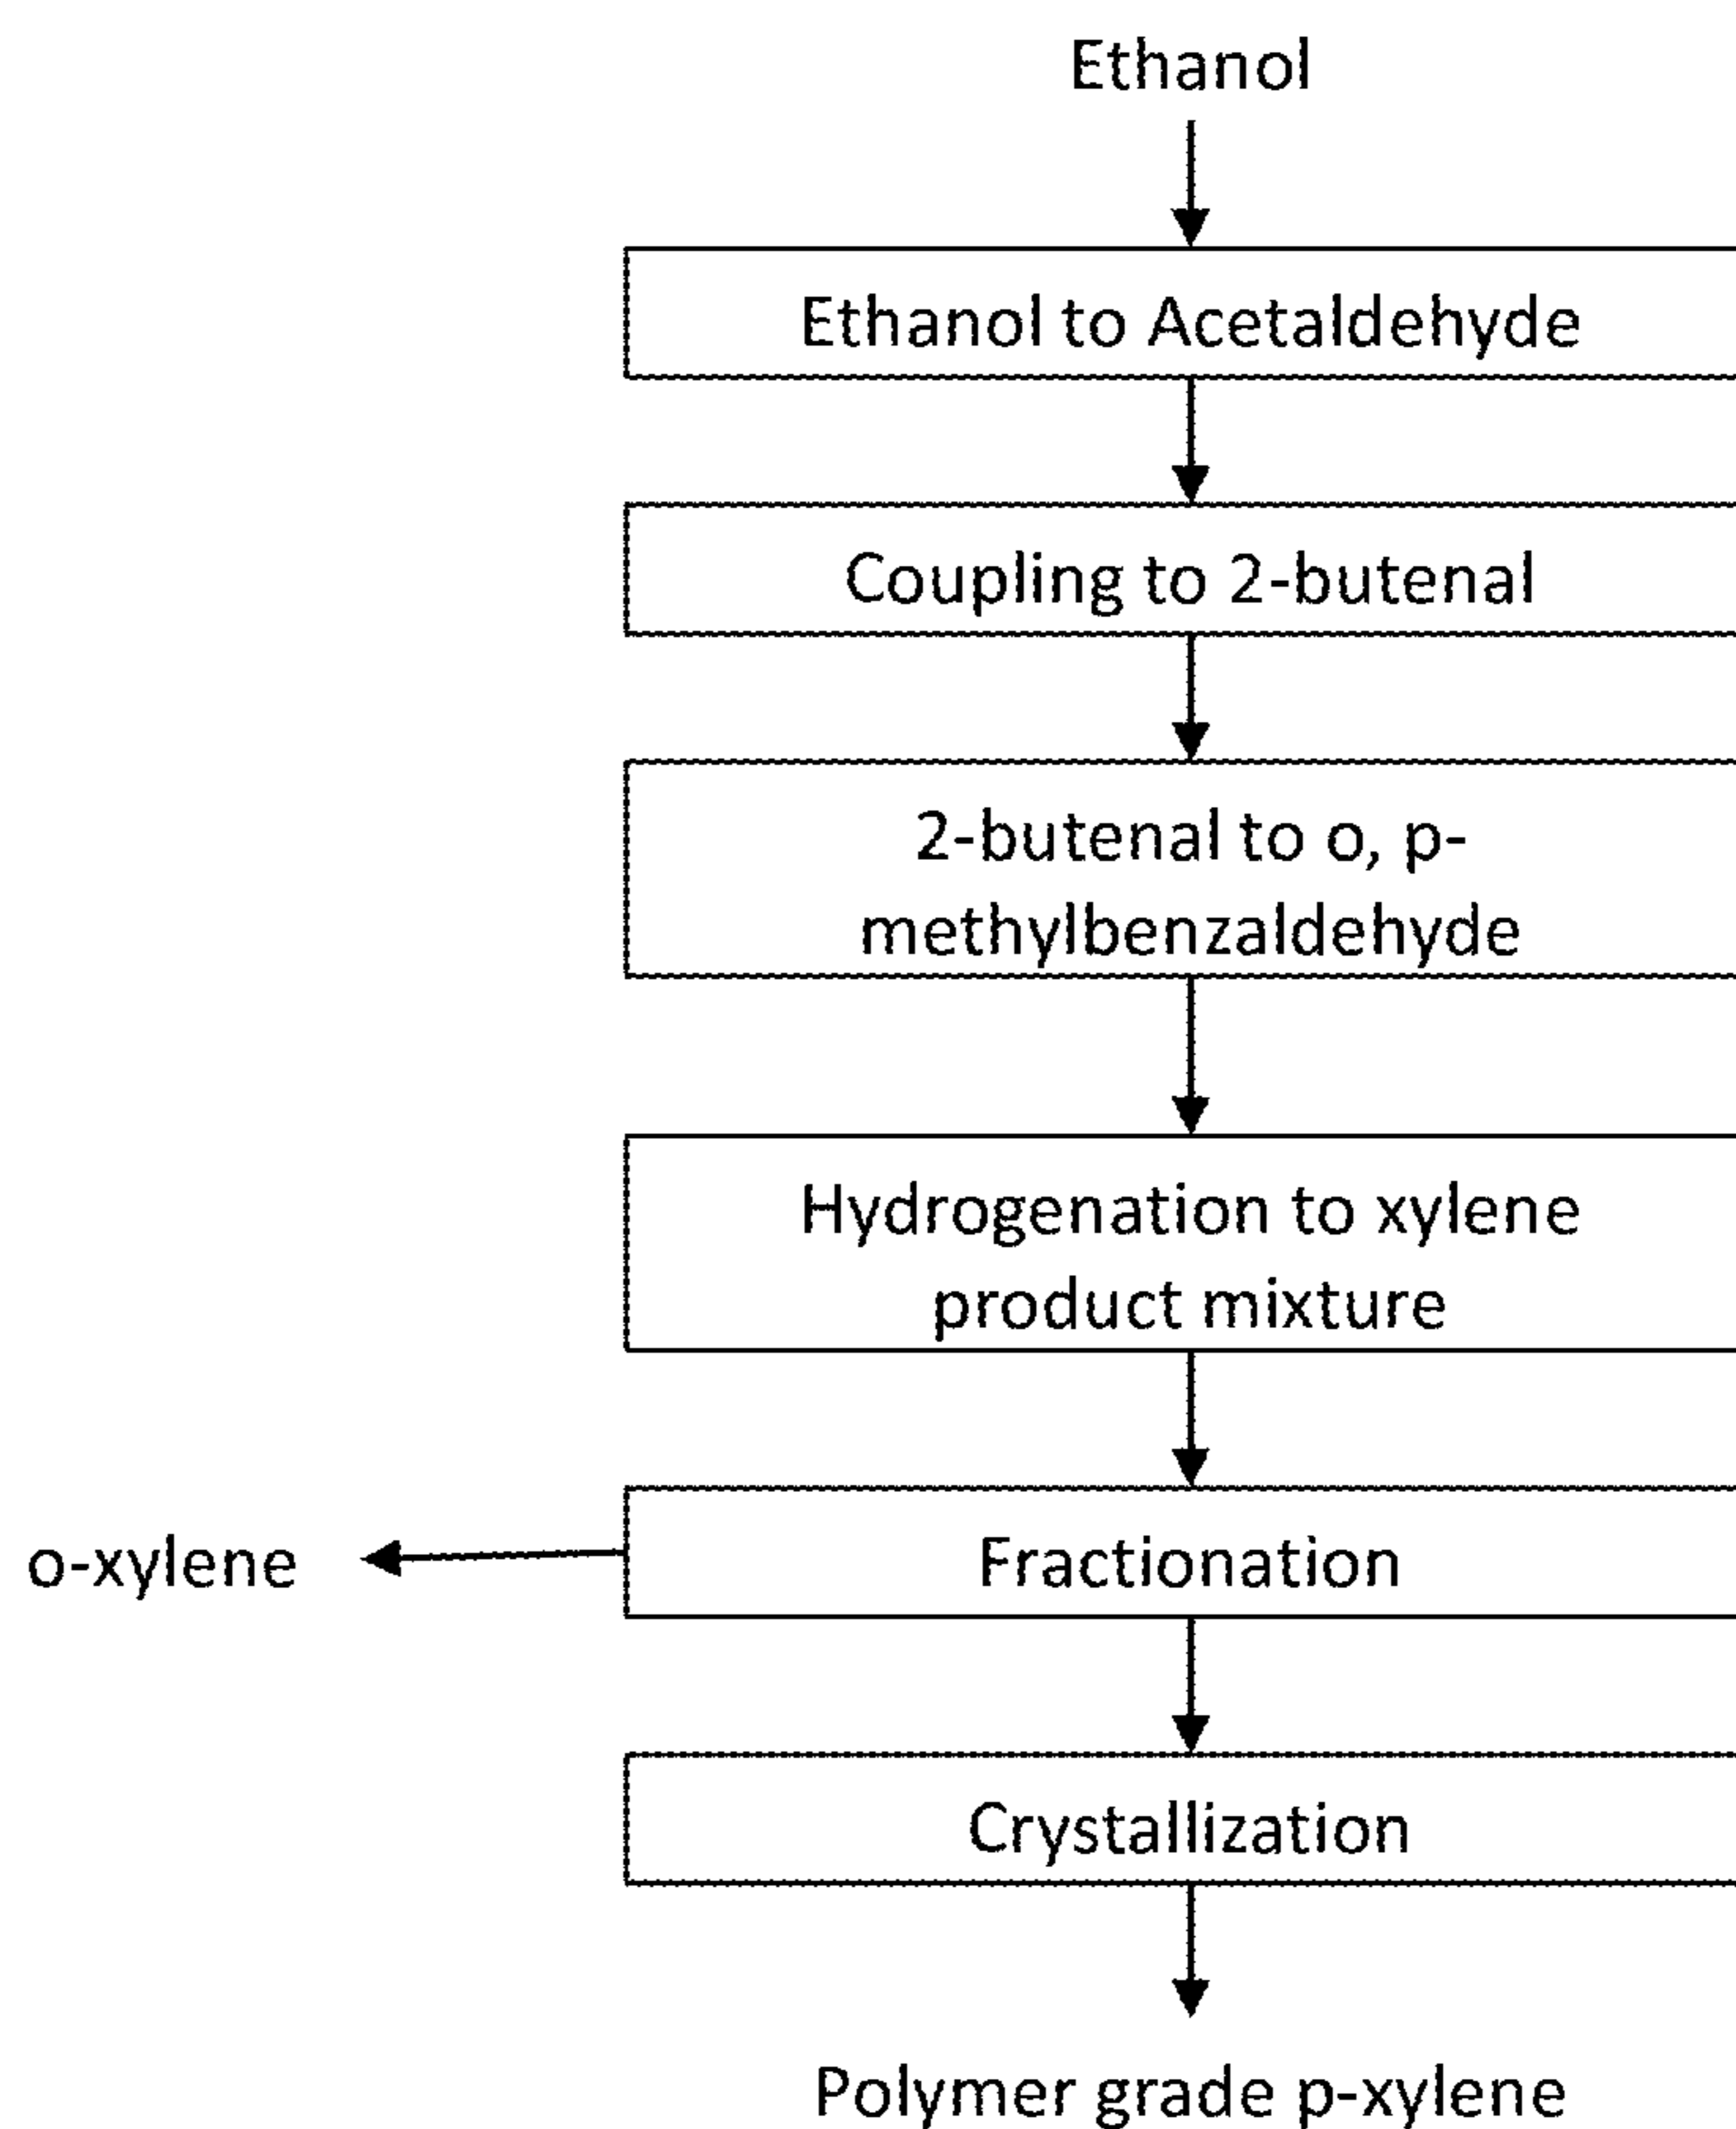 Ethanol
Ethanol to Acetaldehyde
Coupling to 2-butenal
2-butenal to o, p-
methylbenzaldehyde
Hydrogenation to xylene
product mixture
o-xylene
Fractionation
Crystallization
Polymer grade p-xylene